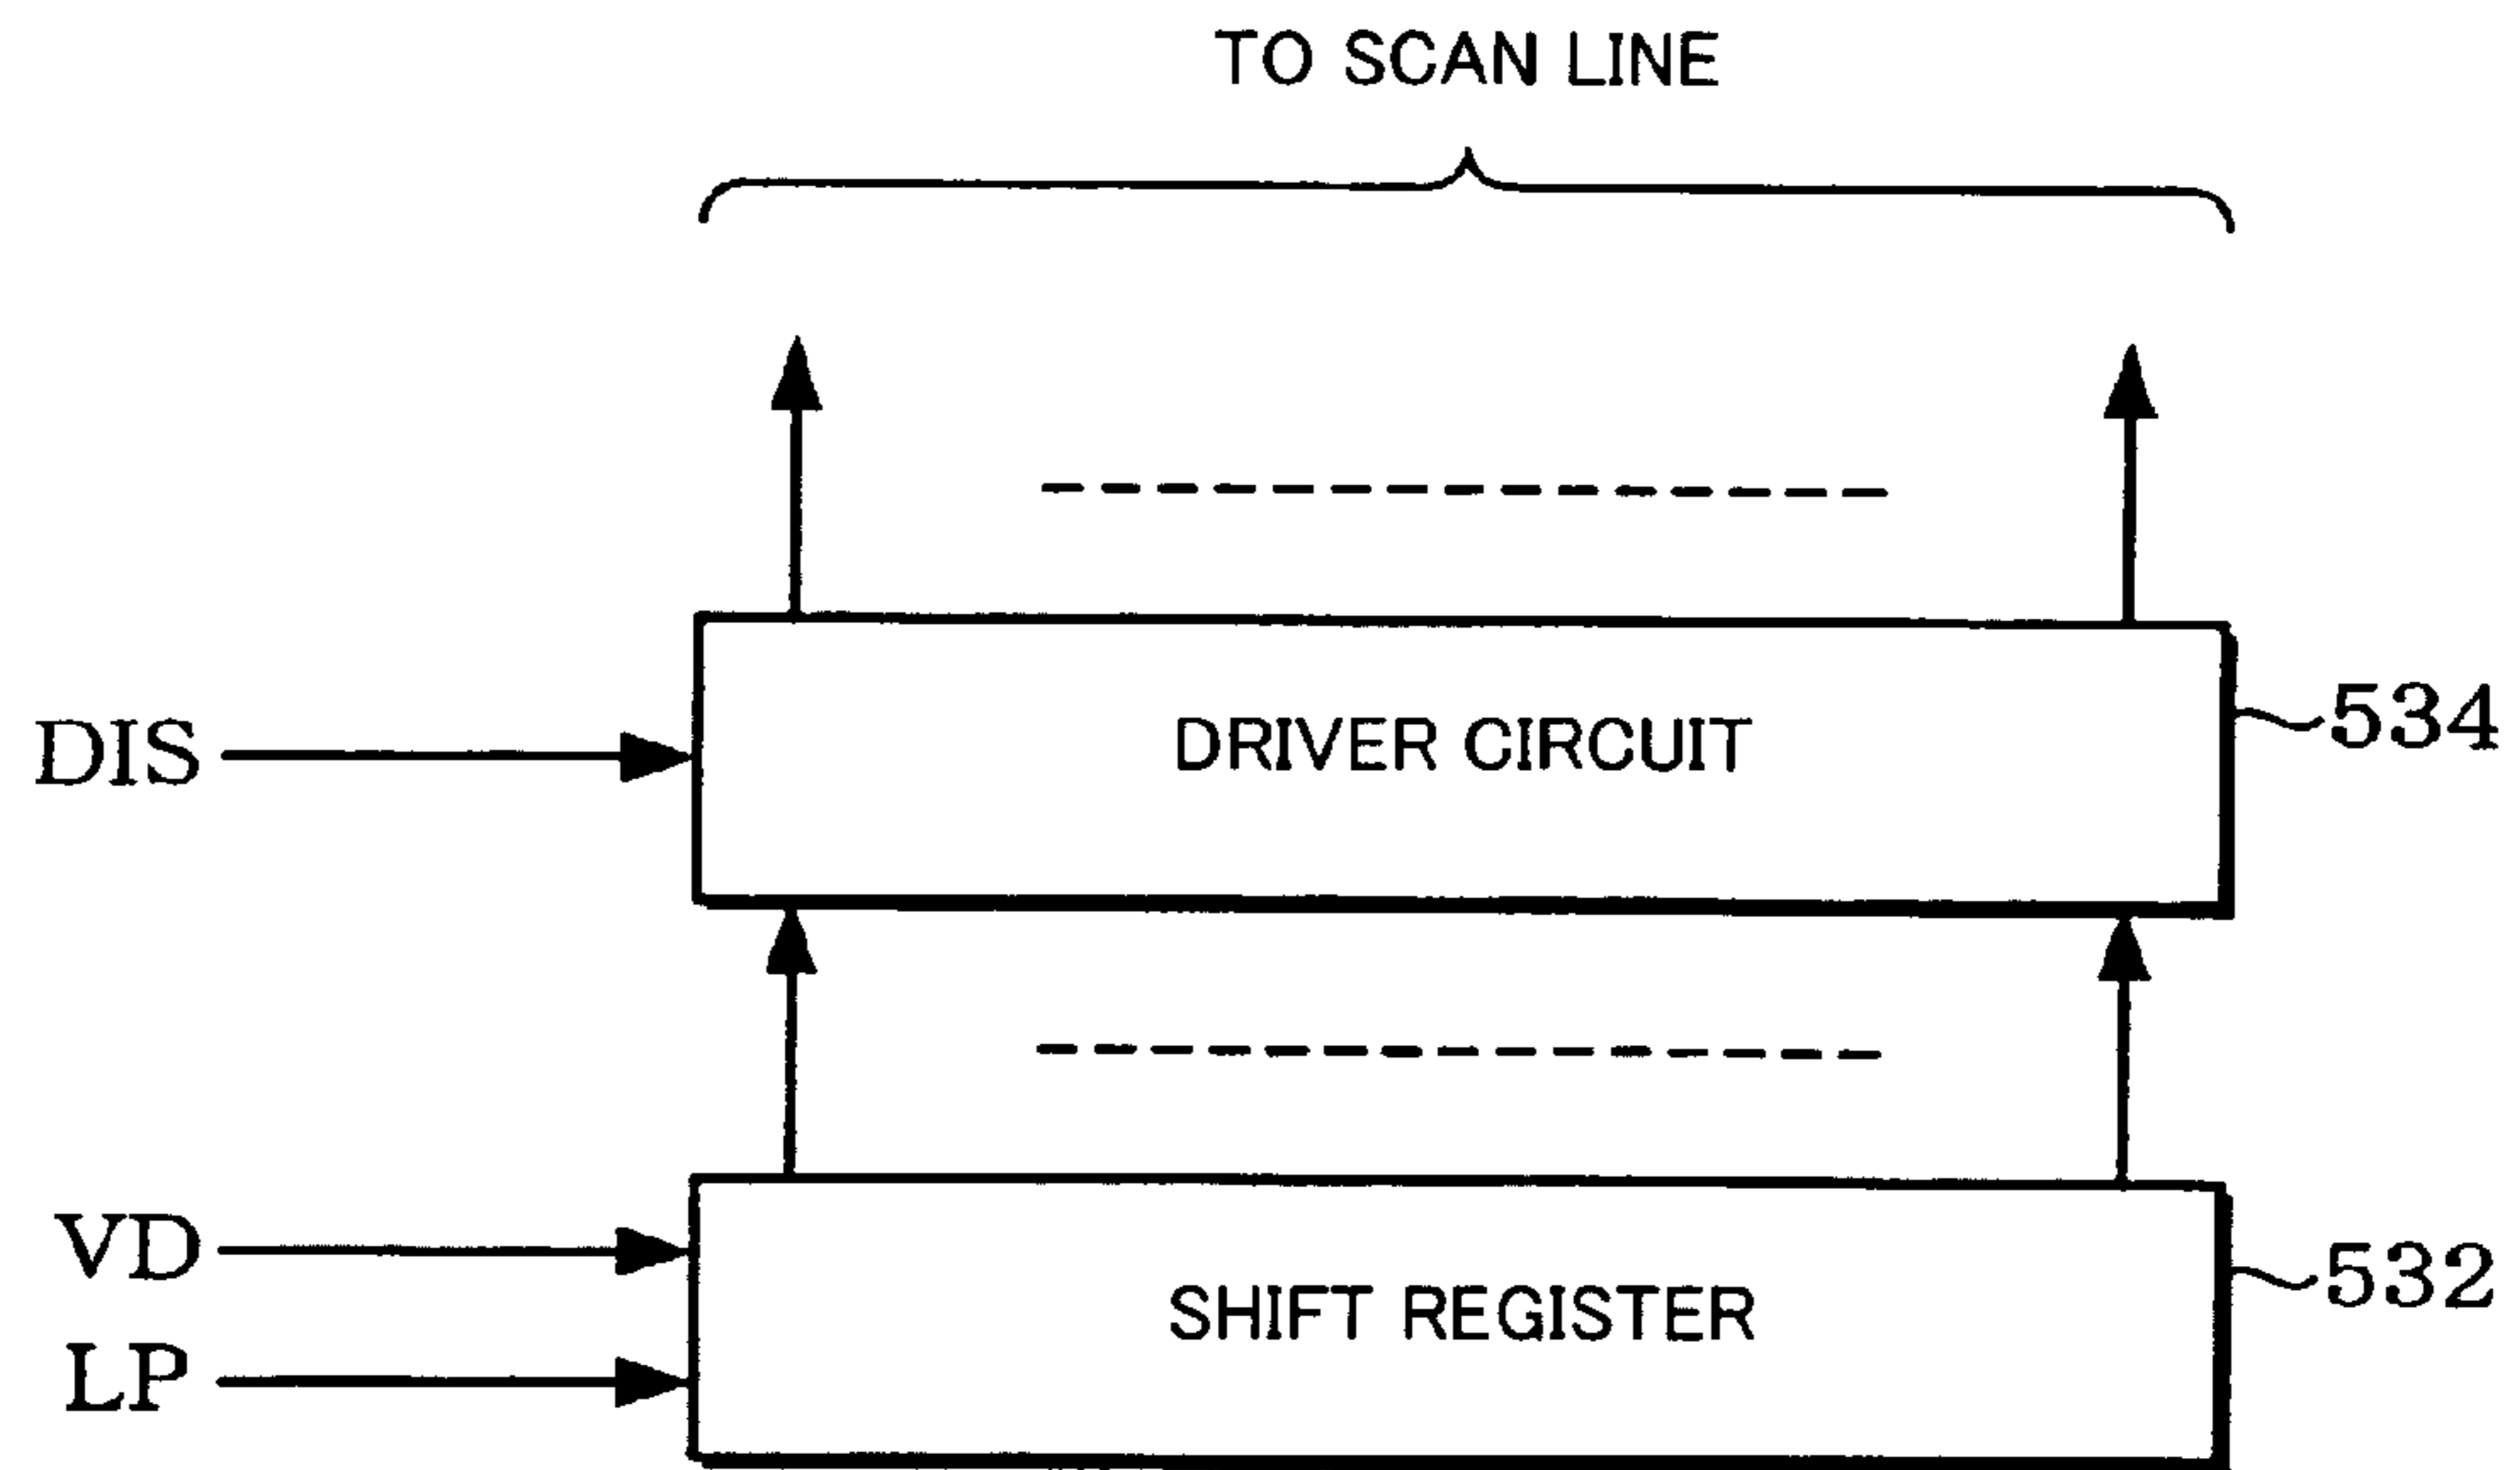 TO SCAN LINE
DIS
DRIVER CIRCUIT
534
VD
SHIFT REGISTER
532
LP